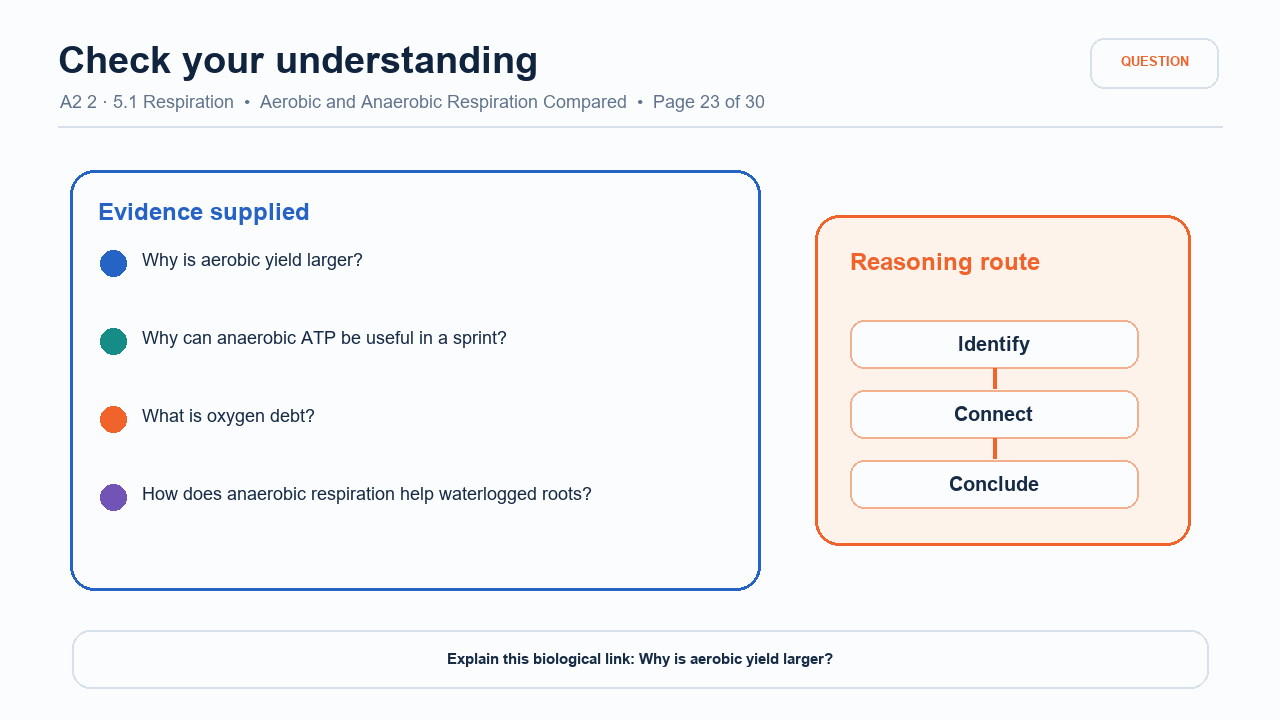 Check your understanding
QUESTION
A2 2 · 5.1 Respiration • Aerobic and Anaerobic Respiration Compared • Page 23 of 30
Evidence supplied
Why is aerobic yield larger?
Why can anaerobic ATP be useful in a sprint?
What is oxygen debt?
How does anaerobic respiration help waterlogged roots?
Reasoning route
Identify
Connect
Conclude
Explain this biological link: Why is aerobic yield larger?